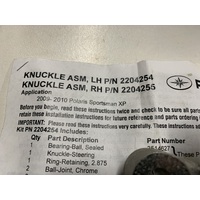 KNUCKLE ASM, LH P/N 2204254
KNUCKLE ASM, RH P/N 2204255
Application
2009- 2010 Polaris Sportsman XP
Before you begin, read these instructions twice and check to be sure all parts
retain these installation instructions for future reference and parts ordering
IMPORTANT: Please read these instructions very carefully. These
Kit PN 2204254 Includes:
Qty Description Part Number
1 Bearing-Ball, Sealed
1 Knuckle-Steering
1 Ring-Retaining, 2.875
2 Ball-Joint, Chrome